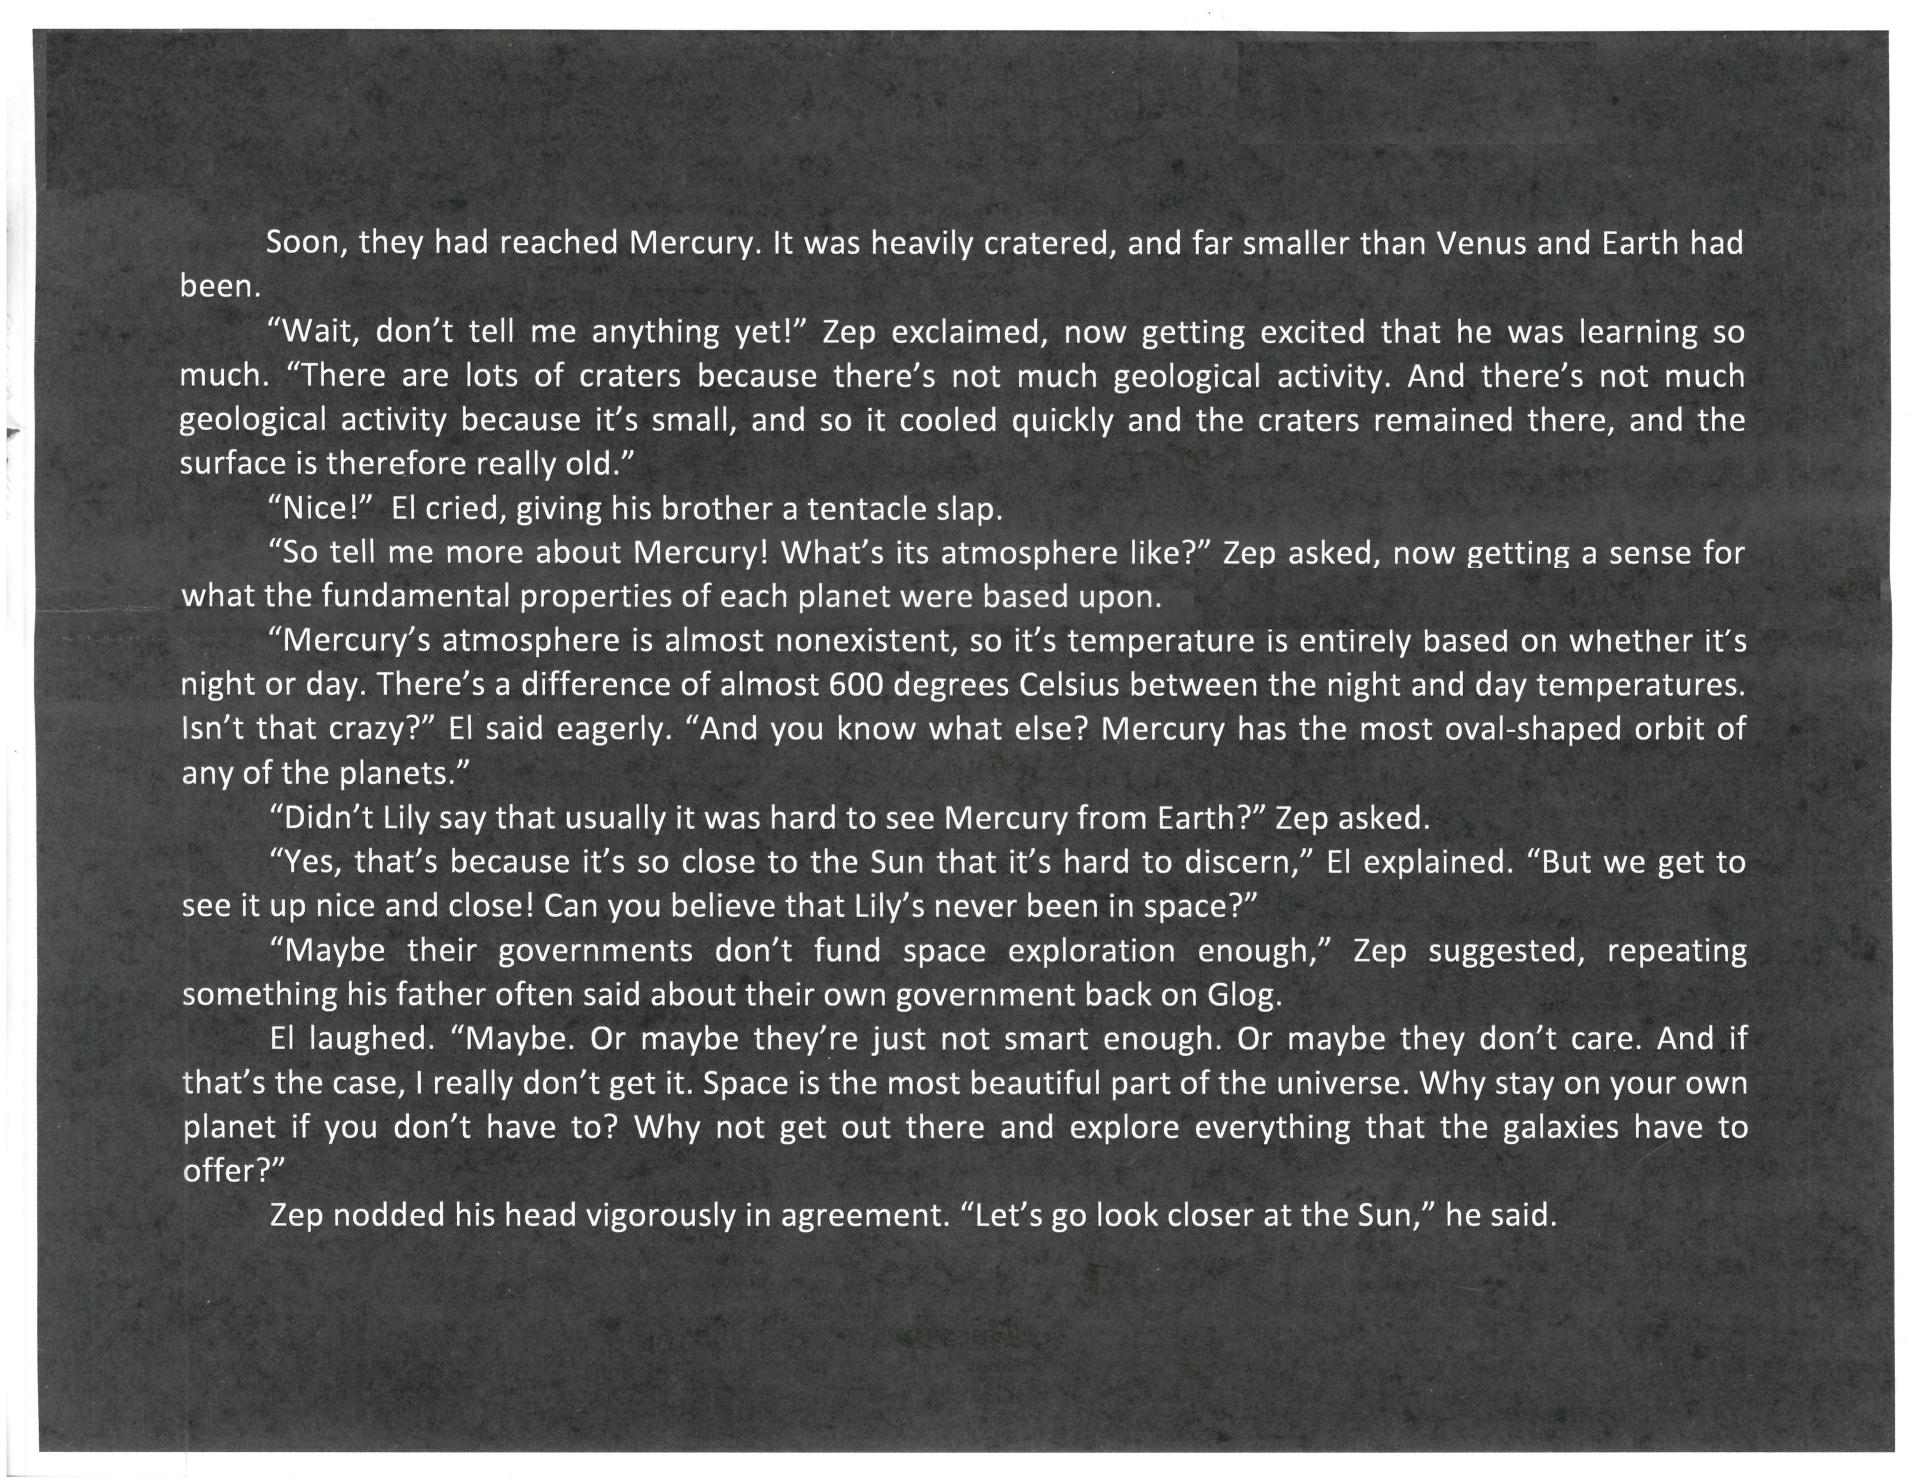 Soon, they had reached Mercury. It was heavily cratered, and far smaller than Venus and Earth had
been.
“Wait, don’t tell me anything yet!” Zep exclaimed, now getting excited that he was learning so
much. “There are lots of craters because there’s not much geological activity. And there’s not much
geological activity because it’s small, and so it cooled quickly and the craters remained there, and the
surface is therefore really old.”
“Nice!”  El cried, giving his brother a tentacle slap.
“So tell me more about Mercury! What’s its atmosphere like?” Zep asked, now getting a sense for
what the fundamental properties of each planet were based upon.
“Mercury’s atmosphere is almost nonexistent, so it’s temperature is entirely based on whether it’s
night or day. There’s a difference of almost 600 degrees Celsius between the night and day temperatures.
Isn’t that crazy?” El said eagerly. “And you know what else? Mercury has the most oval-shaped orbit of
any of the planets.”
“Didn’t Lily say that usually it was hard to see Mercury from Earth?” Zep asked.
“Yes, that’s because it’s so close to the Sun that it’s hard to discern,” El explained. “But we get to
see it up nice and close! Can you believe that Lily’s never been in space?”
“Maybe their governments don’t fund space exploration enough,” Zep suggested, repeating
something his father often said about their own government back on Glog.
El laughed. “Maybe. Or maybe they’re just not smart enough. Or maybe they don’t care. And if
that’s the case, I really don’t get it. Space is the most beautiful part of the universe. Why stay on your own
planet if you don’t have to? Why not get out there and explore everything that the galaxies have to
offer?”
Zep nodded his head vigorously in agreement. “Let’s go look closer at the Sun,” he said.